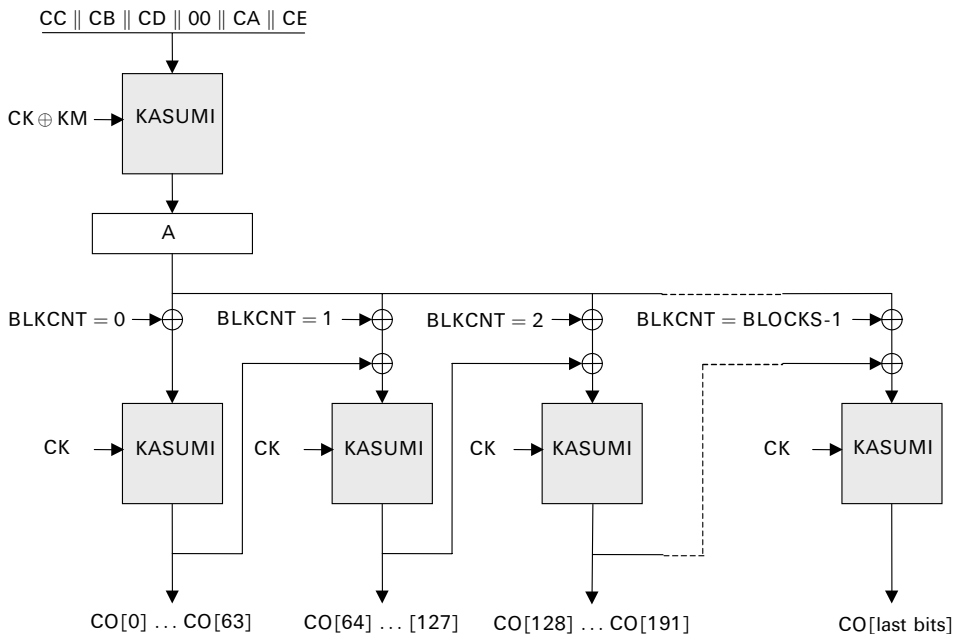 CC || CB || CD || 00 || CA || CE
KASUMI
CK ⊕ KM
A
BLKCNT = 0
BLKCNT = 1
BLKCNT = 2
BLKCNT = BLOCKS-1
CK
KASUMI
CK
KASUMI
CK
KASUMI
CK
KASUMI
CO[0] ... CO[63]
CO[64] ... [127]
CO[128] ... CO[191]
CO[last bits]